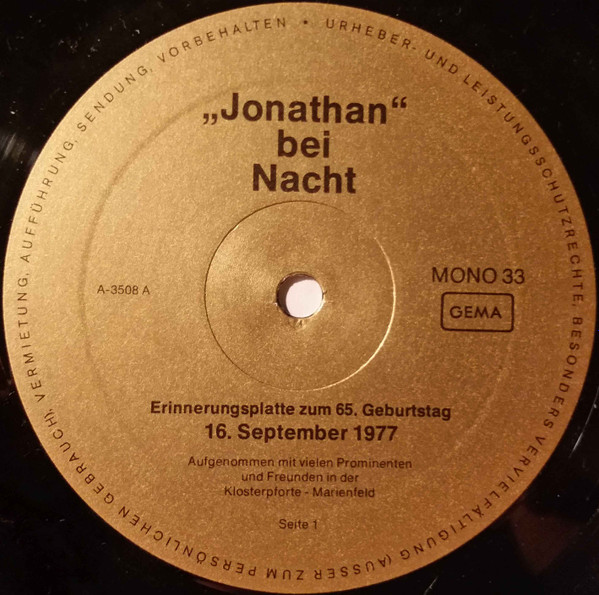 URHEBER- UND LEISTUNGSSCHUTZRECHTE, BESONDERS VERVIELFÄLTIGUNG (AUSSER ZUM PERSÖNLICHEN GEBRAUCH), VERMIETUNG, AUFFÜHRUNG, SENDUNG, VORBEHALTEN •
„Jonathan“
bei
Nacht
A-3508 A
MONO 33
GEMA
Erinnerungsplatte zum 65. Geburtstag
16. September 1977
Aufgenommen mit vielen Prominenten
und Freunden in der
Klosterpforte - Marienfeld
Seite 1